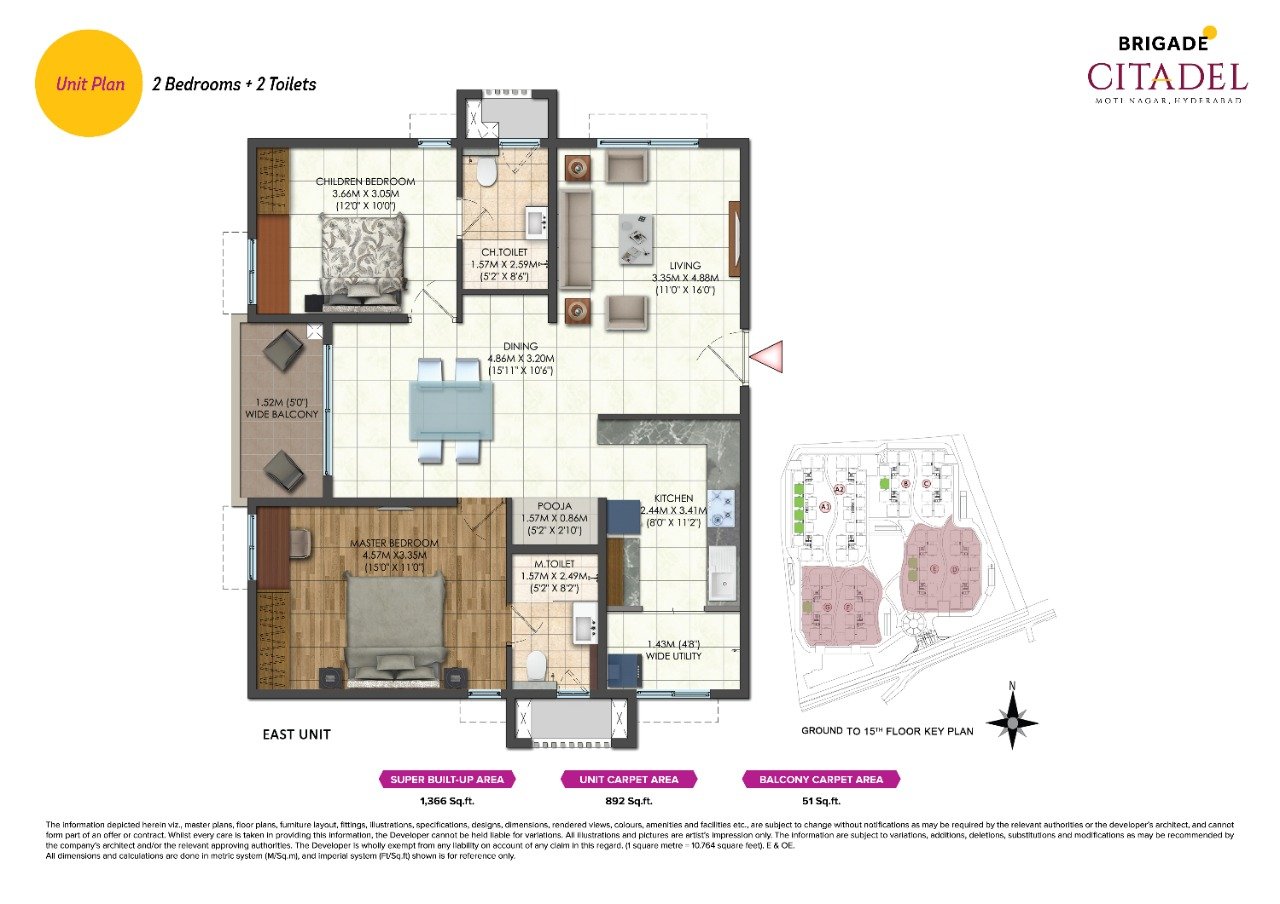 Unit Plan
2 Bedrooms + 2 Toilets
BRIGADE
CITADEL
MOTI NAGAR, HYDERABAD
CHILDREN BEDROOM
3.66M X 3.05M
(12'0" X 10'0")
CH.TOILET
1.57M X 2.59M
(5'2" X 8'6")
LIVING
3.35M X 4.88M
(11'0" X 16'0")
DINING
4.86M X 3.20M
(15'11" X 10'6")
1.52M (5'0")
WIDE BALCONY
KITCHEN
2.44M X 3.41M
(8'0" X 11'2")
POOJA
1.57M X 0.86M
(5'2" X 2'10")
MASTER BEDROOM
4.57M X3.35M
(15'0" X 11'0")
M.TOILET
1.57M X 2.49M
(5'2" X 8'2")
1.43M (4'8")
WIDE UTILITY
A2
A1
B
C
E
D
G
F
N
EAST UNIT
GROUND TO 15TH FLOOR KEY PLAN
SUPER BUILT-UP AREA
1,366 Sq.ft.
UNIT CARPET AREA
892 Sq.ft.
BALCONY CARPET AREA
51 Sq.ft.
The information depicted herein viz., master plans, floor plans, furniture layout, fittings, illustrations, specifications, designs, dimensions, rendered views, colours, amenities and facilities etc., are subject to change without notifications as may be required by the relevant authorities or the developer's architect, and cannot
form part of an offer or contract. Whilst every care is taken in providing this information, the Developer cannot be held liable for variations. All illustrations and pictures are artist's impression only. The information are subject to variations, additions, deletions, substitutions and modifications as may be recommended by
the company's architect and/or the relevant approving authorities. The Developer is wholly exempt from any liability on account of any claim in this regard. (1 square metre = 10.764 square feet). E & OE.
All dimensions and calculations are done in metric system (M/Sq.m), and imperial system (Ft/Sq.ft) shown is for reference only.